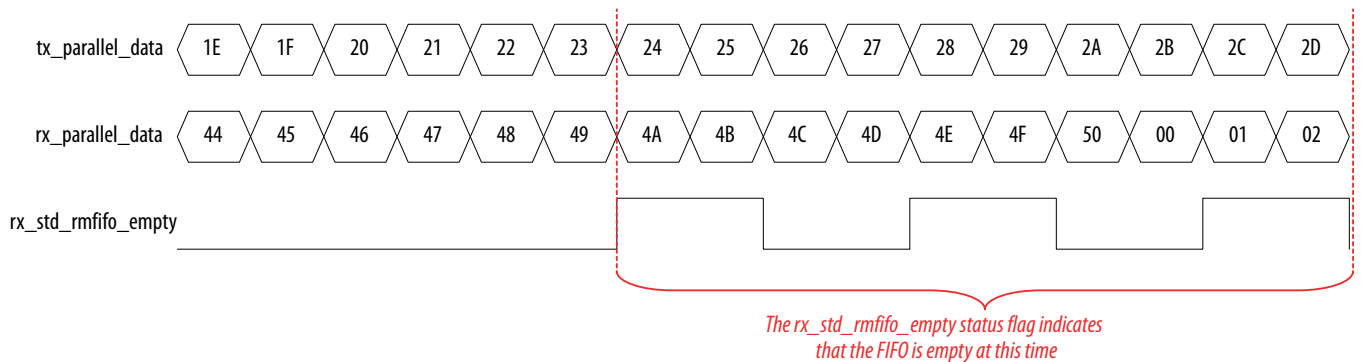 tx_parallel_data 1E 1F 20 21 22 23 24 25 26 27 28 29 2A 2B 2C 2D
rx_parallel_data 44 45 46 47 48 49 4A 4B 4C 4D 4E 4F 50 00 01 02
rx_std_rmfifo_empty
The rx_std_rmfifo_empty status flag indicates
that the FIFO is empty at this time